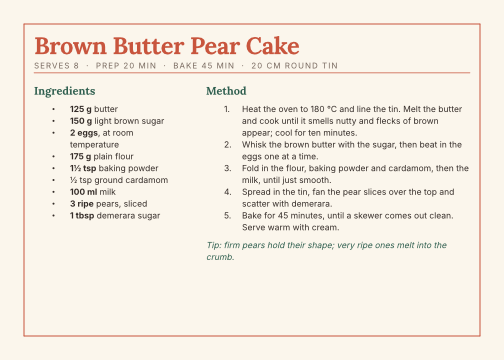 Brown Butter Pear Cake
SERVES 8 · PREP 20 MIN · BAKE 45 MIN · 20 CM ROUND TIN
Ingredients
• 125 g butter
• 150 g light brown sugar
• 2 eggs, at room
temperature
• 175 g plain flour
• 1½ tsp baking powder
• ½ tsp ground cardamom
• 100 ml milk
• 3 ripe pears, sliced
• 1 tbsp demerara sugar
Method
1. Heat the oven to 180 °C and line the tin. Melt the butter
and cook until it smells nutty and flecks of brown
appear; cool for ten minutes.
2. Whisk the brown butter with the sugar, then beat in the
eggs one at a time.
3. Fold in the flour, baking powder and cardamom, then the
milk, until just smooth.
4. Spread in the tin, fan the pear slices over the top and
scatter with demerara.
5. Bake for 45 minutes, until a skewer comes out clean.
Serve warm with cream.
Tip: firm pears hold their shape; very ripe ones melt into the
crumb.